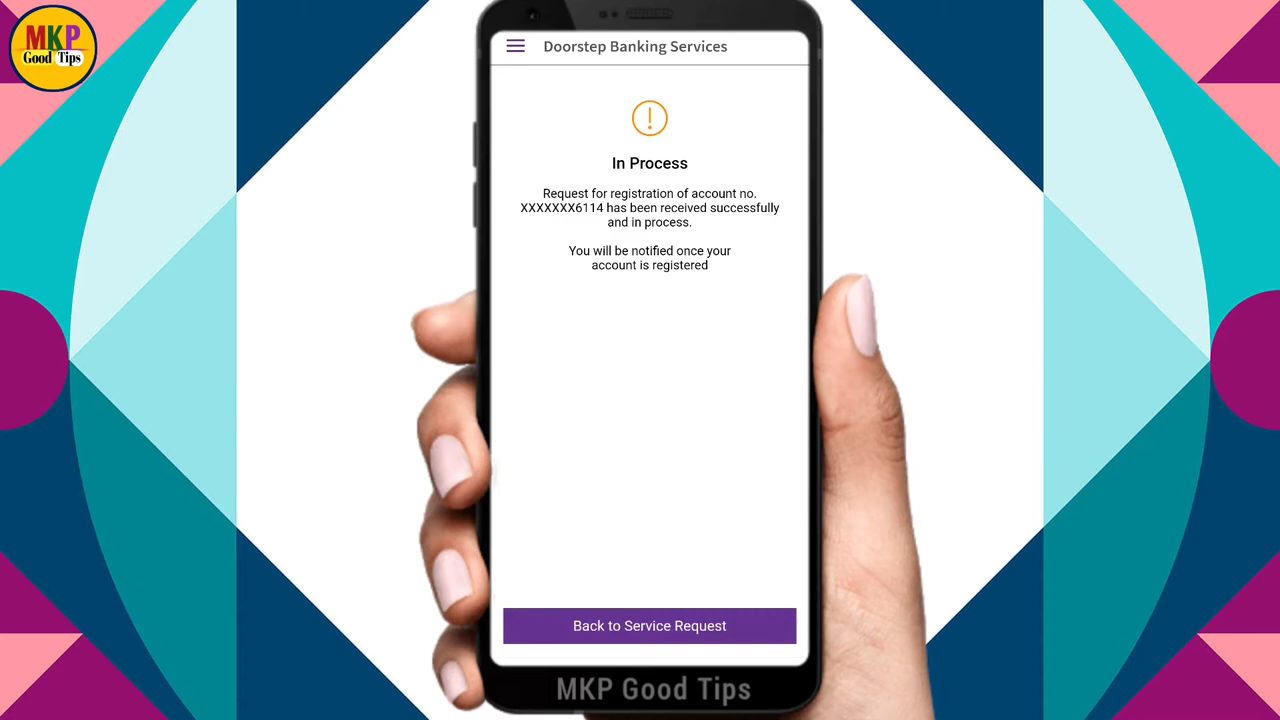 MKP
Good Tips
Doorstep Banking Services
In Process
Request for registration of account no.
XXXXXXX6114 has been received successfully
and in process.
You will be notified once your
account is registered
Back to Service Request
MKP Good Tips